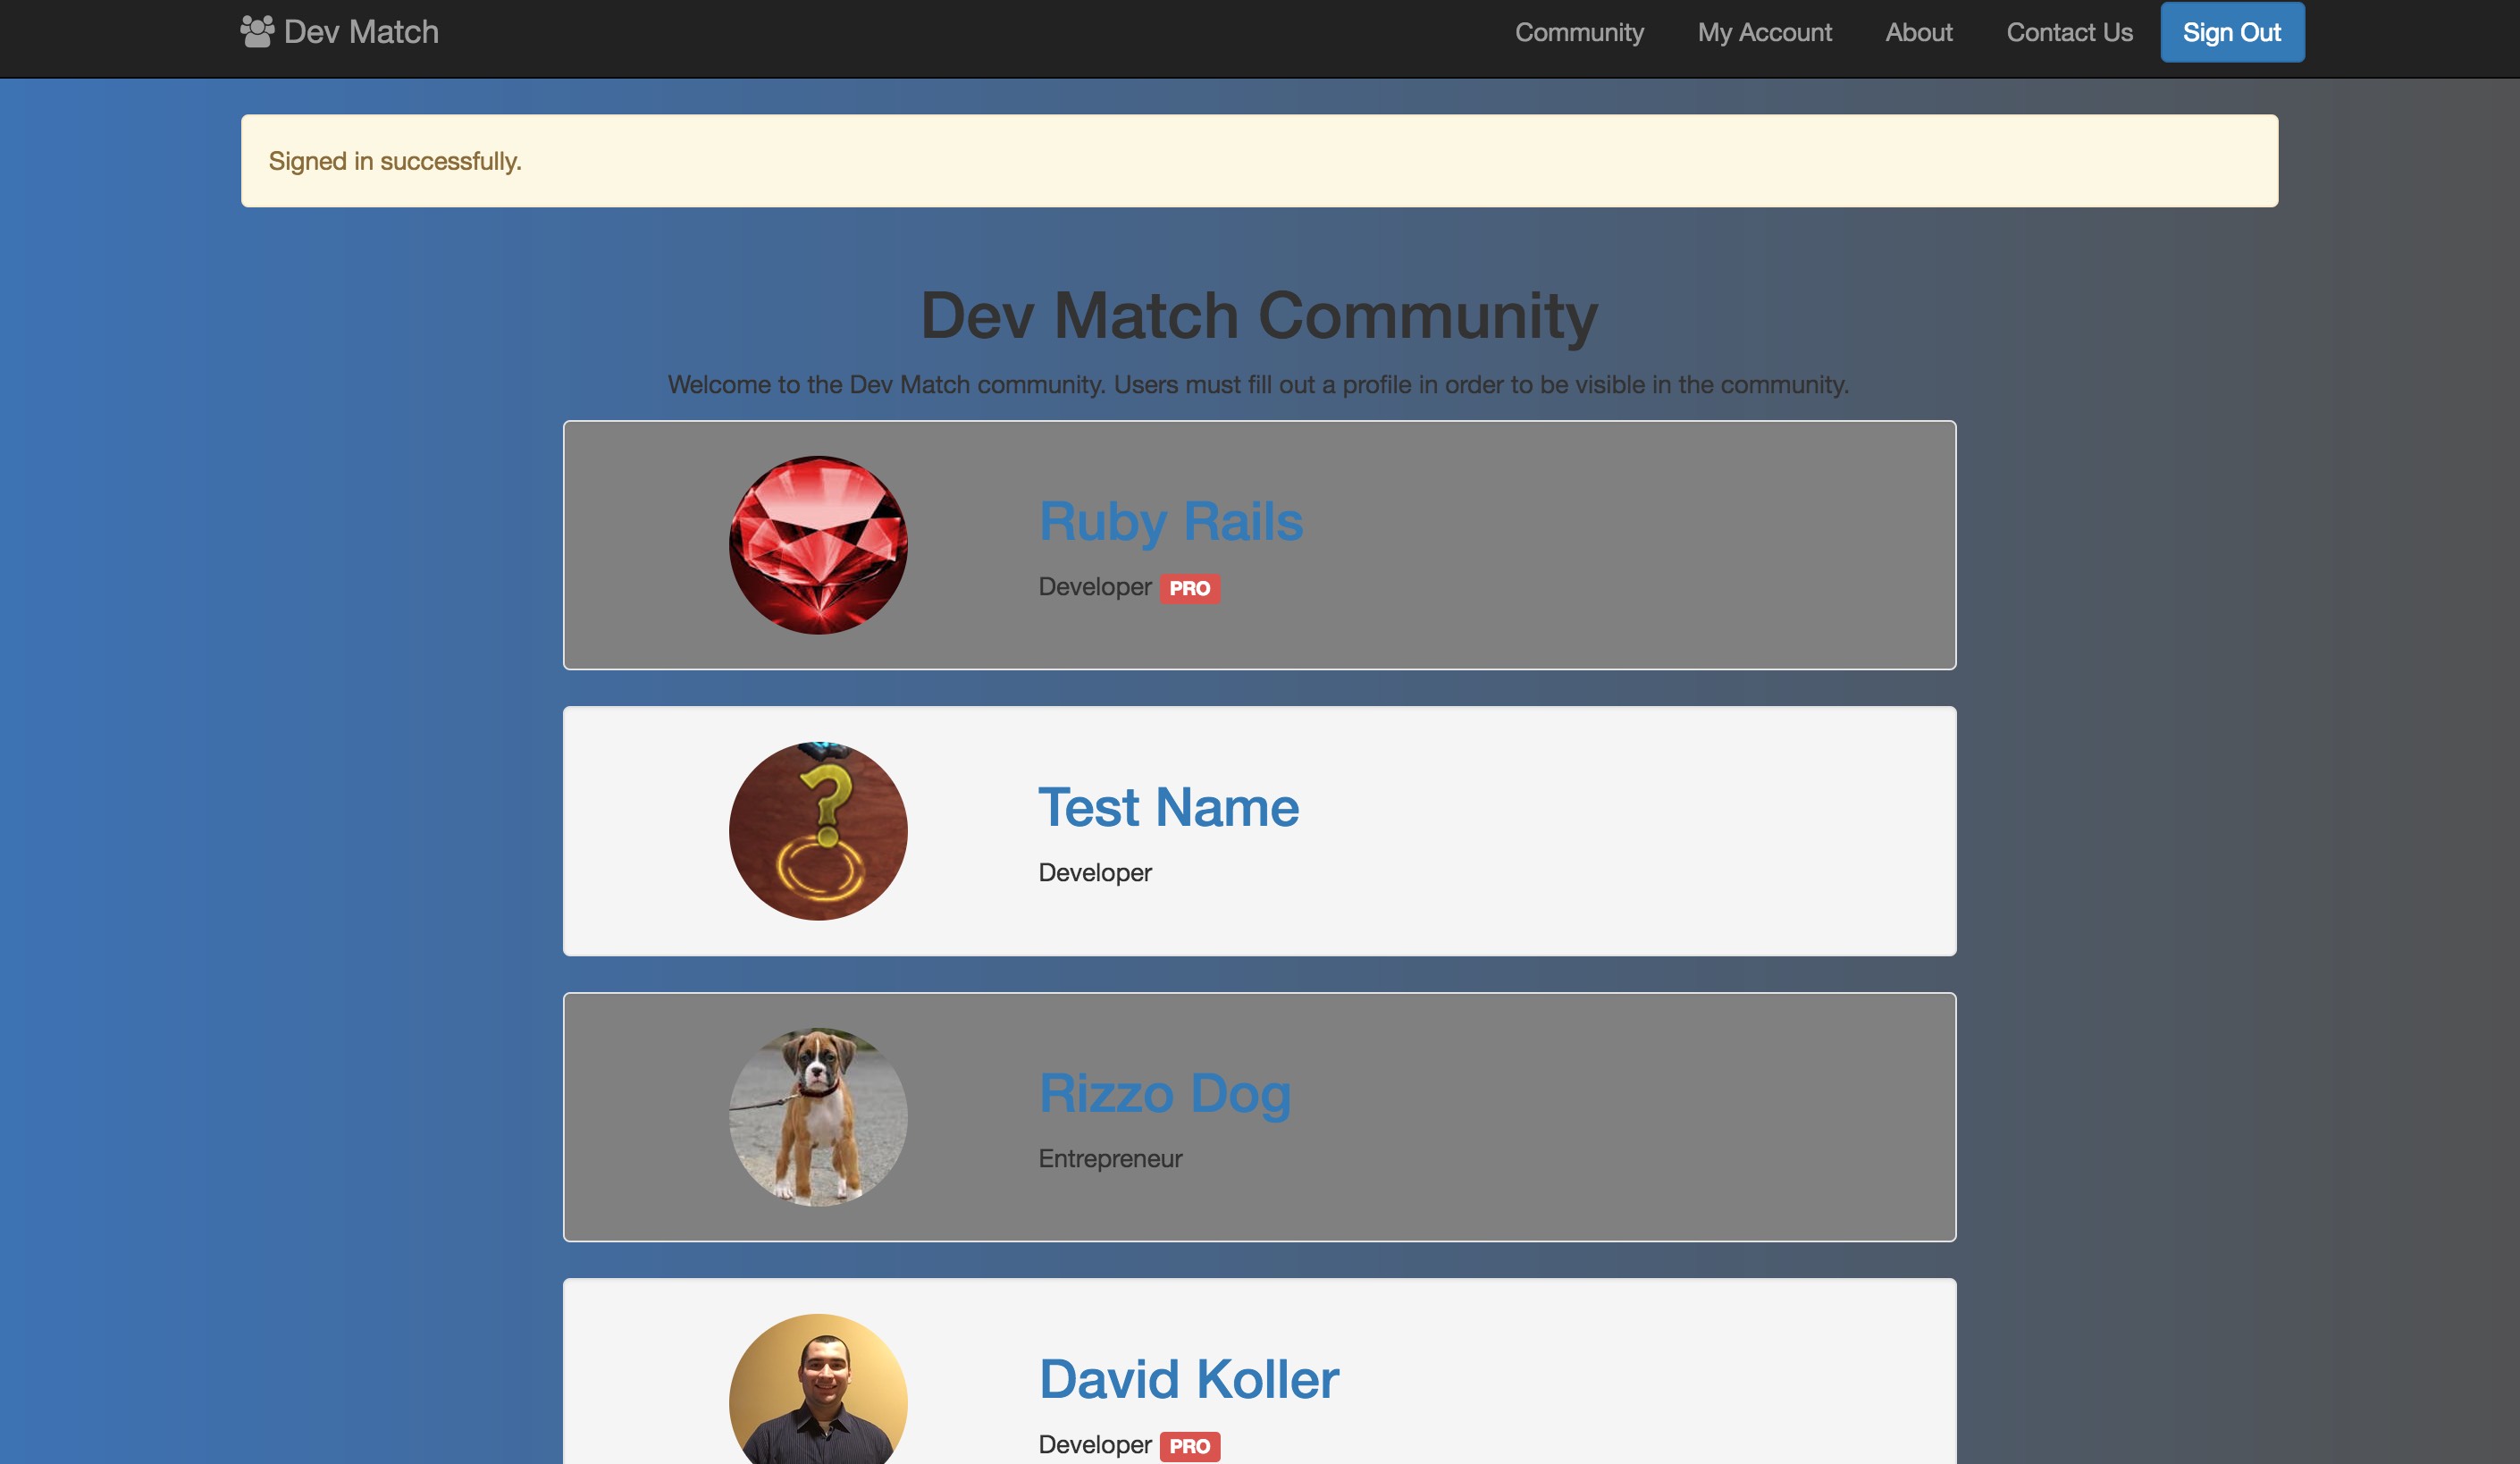 Dev Match
Community My Account About Contact Us Sign Out
Signed in successfully.
Dev Match Community
Welcome to the Dev Match community. Users must fill out a profile in order to be visible in the community.
Ruby Rails
Developer PRO
?
Test Name
Developer
Rizzo Dog
Entrepreneur
David Koller
Developer PRO